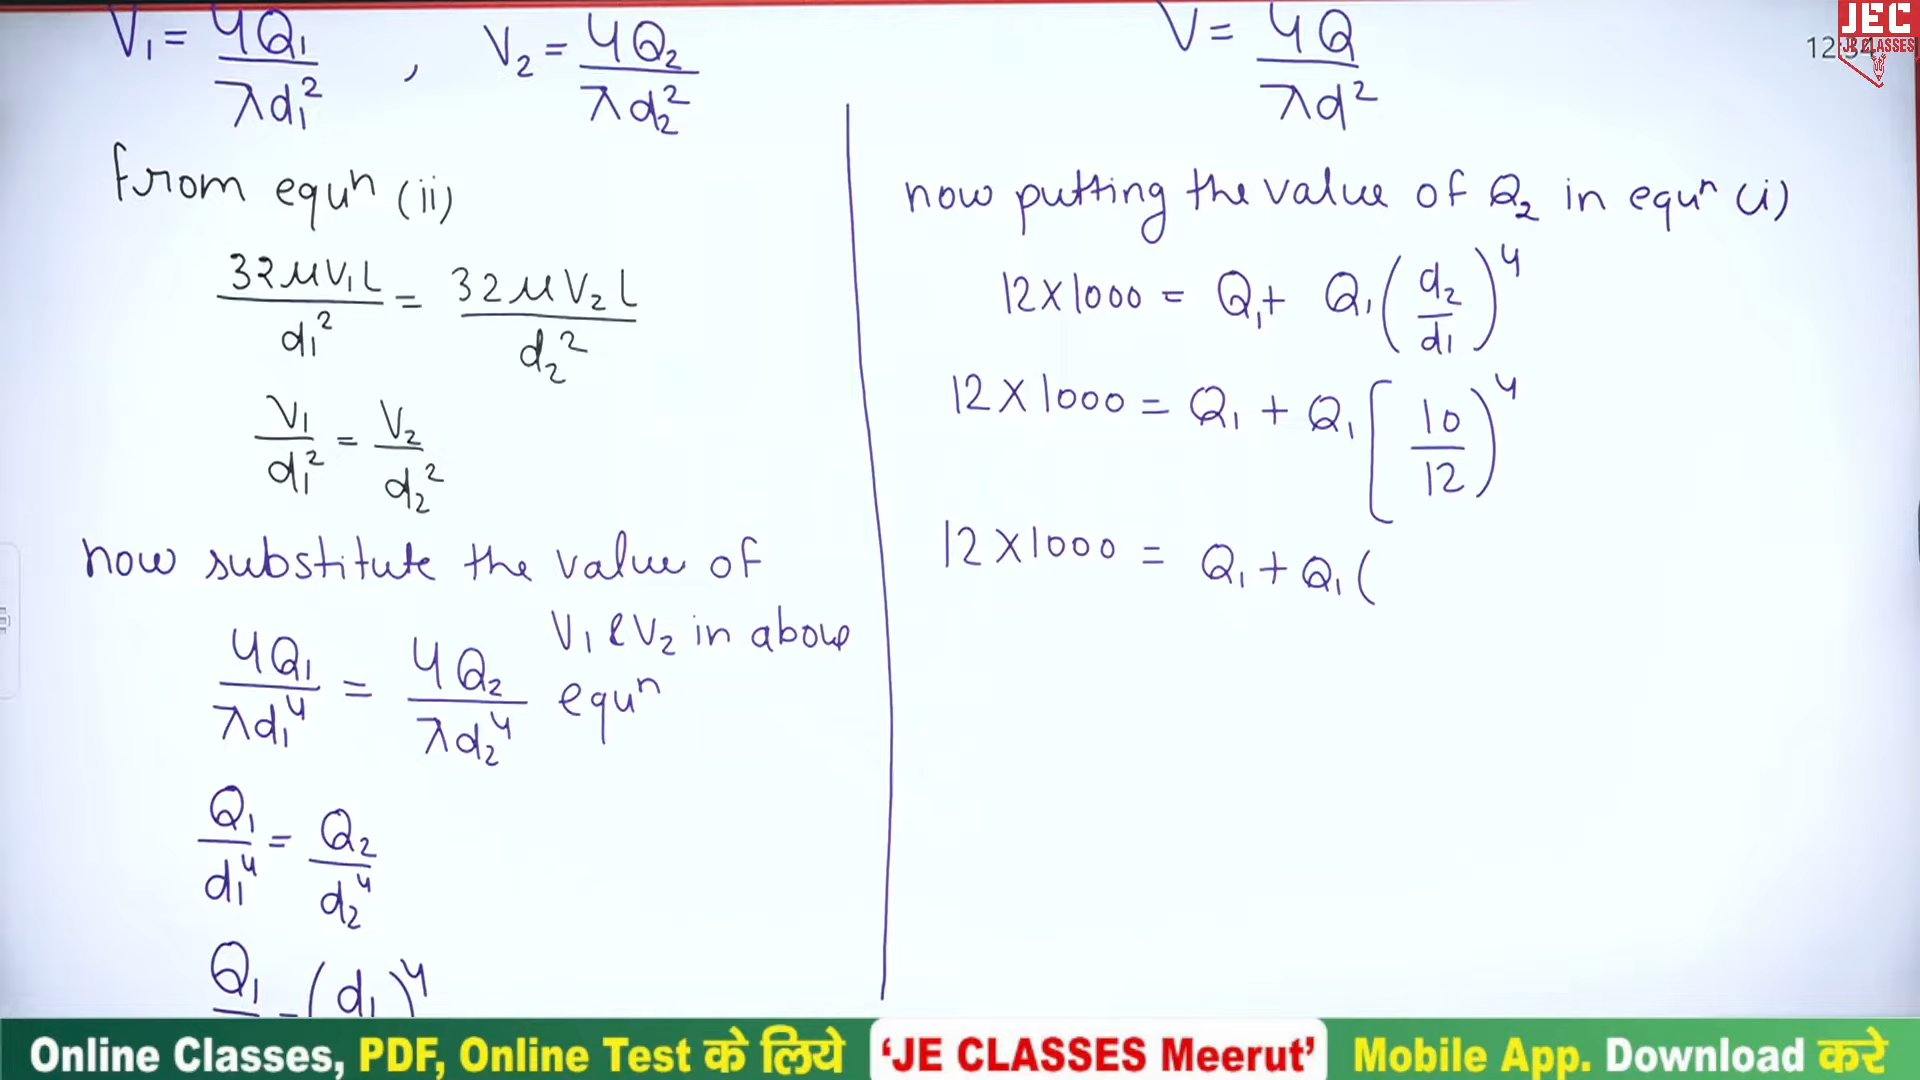 V₁ = 4Q₁/πd₁² , V₂ = 4Q₂/πd₂²
from equⁿ (ii)
32μV₁L/d₁² = 32μV₂L/d₂²
V₁/d₁² = V₂/d₂²
now substitute the value of
V₁ & V₂ in above
equⁿ
4Q₁/πd₁⁴ = 4Q₂/πd₂⁴
Q₁/d₁⁴ = Q₂/d₂⁴
Q₁ = (d₁)⁴
V = 4Q/πd²
now putting the value of Q₂ in equⁿ (i)
12×1000 = Q₁ + Q₁(d₂/d₁)⁴
12×1000 = Q₁ + Q₁[10/12)⁴
12×1000 = Q₁ + Q₁(
JEC
JE CLASSES
Online Classes, PDF, Online Test के लिये 'JE CLASSES Meerut' Mobile App. Download करे